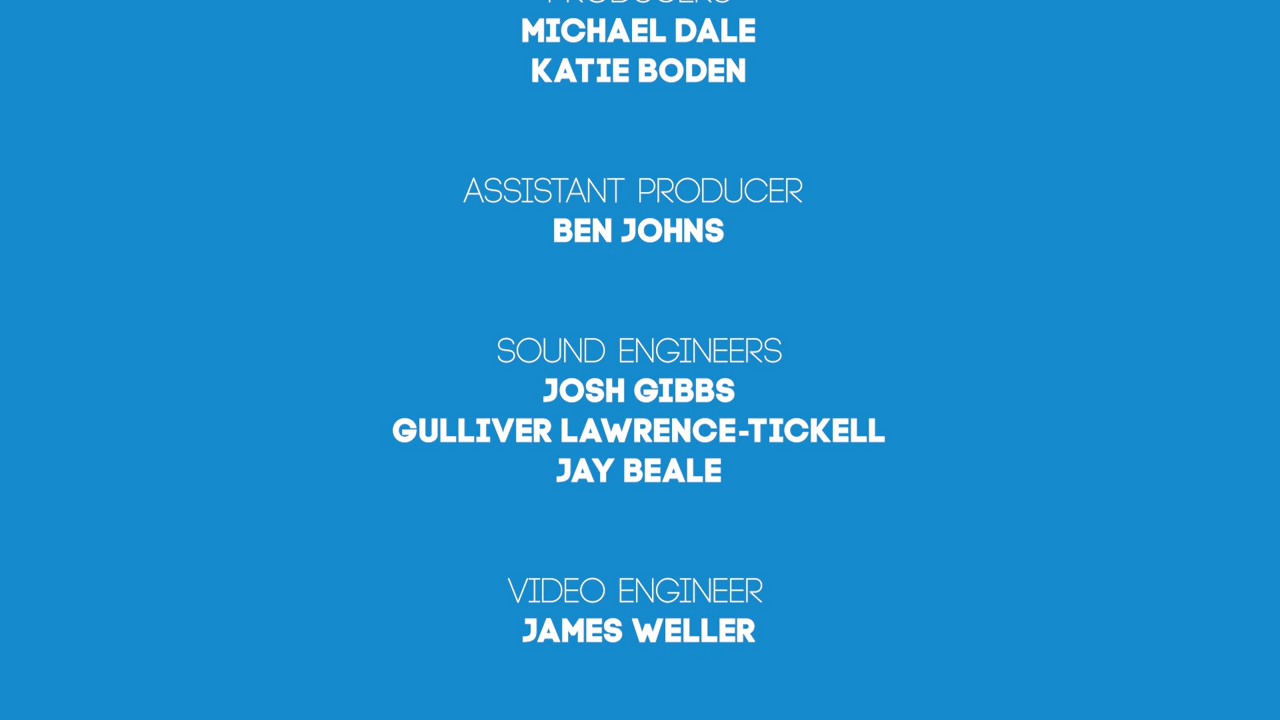 PRODUCERS
MICHAEL DALE
KATIE BODEN
ASSISTANT PRODUCER
BEN JOHNS
SOUND ENGINEERS
JOSH GIBBS
GULLIVER LAWRENCE-TICKELL
JAY BEALE
VIDEO ENGINEER
JAMES WELLER